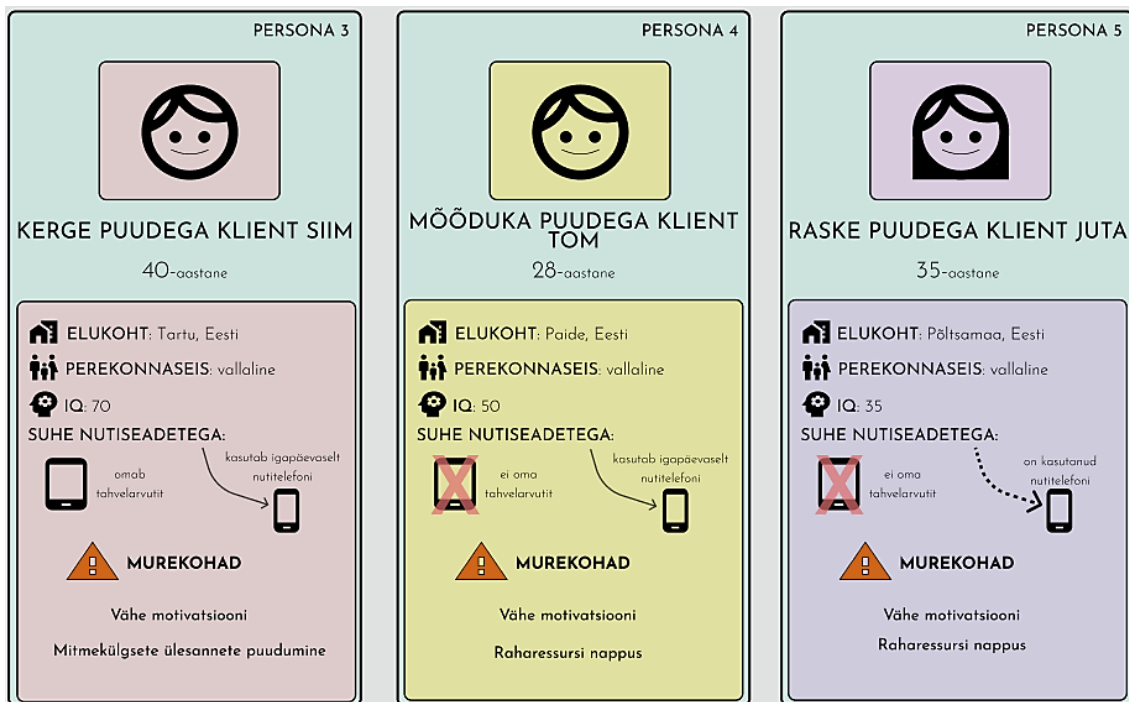 PERSONA 3
KERGE PUUDEGA KLIENT SIIM
40-aastane
ELUKOHT: Tartu, Eesti
PEREKONNASEIS: vallaline
IQ: 70
SUHE NUTISEADETEGA:
omab
tahvelarvutit
kasutab igapäevaselt
nutitelefoni
MUREKOHAD
Vähe motivatsiooni
Mitmekülgsete ülesannete puudumine
PERSONA 4
MÕÕDUKA PUUDEGA KLIENT
TOM
28-aastane
ELUKOHT: Paide, Eesti
PEREKONNASEIS: vallaline
IQ: 50
SUHE NUTISEADETEGA:
ei oma
tahvelarvutit
kasutab igapäevaselt
nutitelefoni
MUREKOHAD
Vähe motivatsiooni
Raharessursi nappus
PERSONA 5
RASKE PUUDEGA KLIENT JUTA
35-aastane
ELUKOHT: Põltsamaa, Eesti
PEREKONNASEIS: vallaline
IQ: 35
SUHE NUTISEADETEGA:
ei oma
tahvelarvutit
on kasutanud
nutitelefoni
MUREKOHAD
Vähe motivatsiooni
Raharessursi nappus